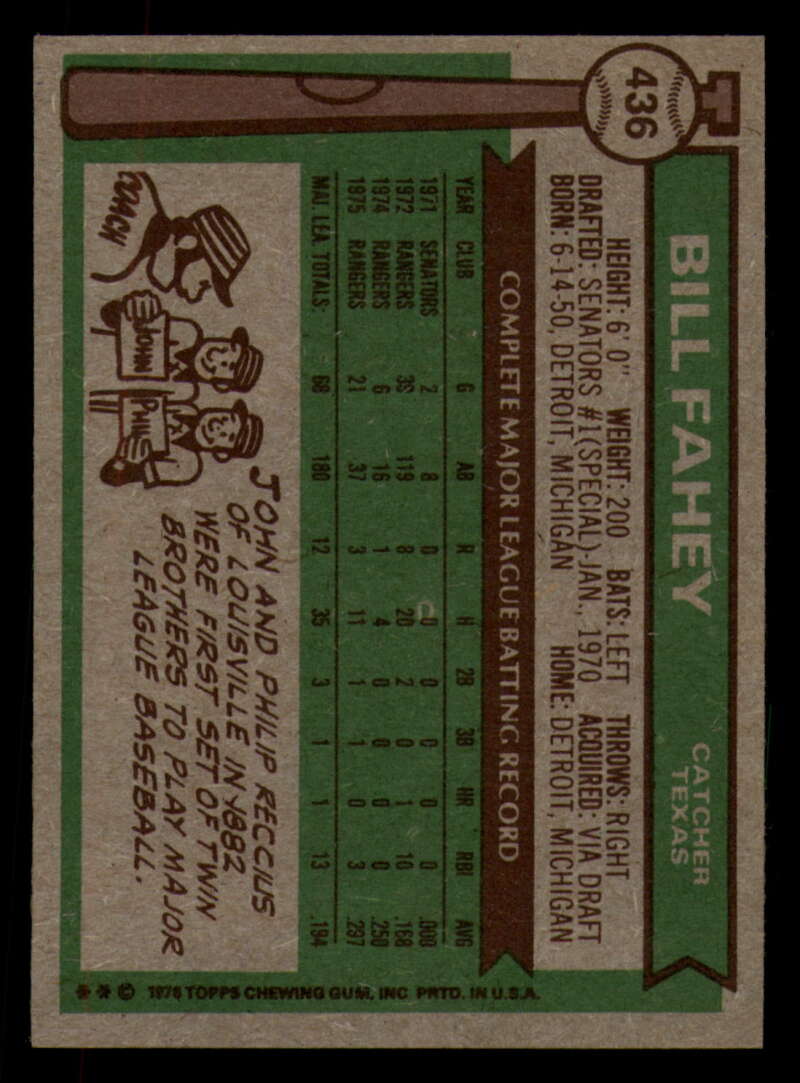 436
BILL FAHEY
CATCHER
TEXAS
HEIGHT: 6' 0" WEIGHT: 200 BATS: LEFT THROWS: RIGHT
DRAFTED: SENATORS #1(SPECIAL)-JAN., 1970 ACQUIRED: VIA DRAFT
BORN: 6-14-50, DETROIT, MICHIGAN HOME: DETROIT, MICHIGAN
COMPLETE MAJOR LEAGUE BATTING RECORD
YEAR CLUB G AB R H 2B 3B HR RBI AVG
1971 SENATORS 2 8 0 0 0 0 0 0 .000
1972 RANGERS 39 119 8 20 2 0 1 10 .168
1974 RANGERS 6 16 1 4 0 0 0 0 .250
1975 RANGERS 21 37 3 11 1 1 0 3 .297
MAJ. LEA. TOTALS: 68 180 12 35 3 1 1 13 .194
COACH
JOHN
PHIL
JOHN AND PHILIP RECCIUS
OF LOUISVILLE IN 1882
WERE FIRST SET OF TWIN
BROTHERS TO PLAY MAJOR
LEAGUE BASEBALL.
** © 1976 TOPPS CHEWING GUM, INC PRTD. IN U.S.A.